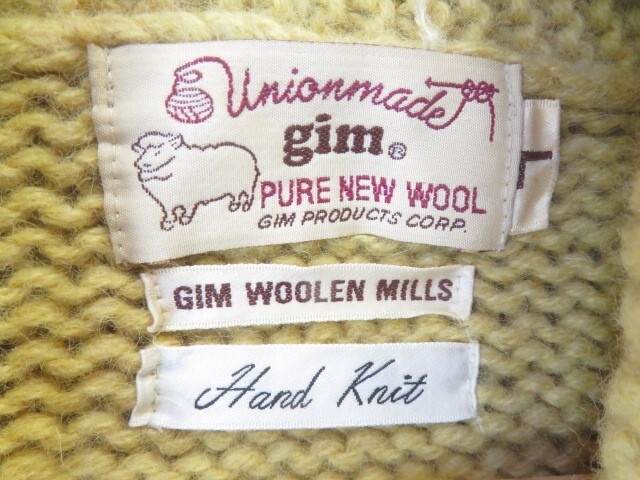 Unionmade
gim®
PURE NEW WOOL
GIM PRODUCTS CORP.
L
GIM WOOLEN MILLS
Hand Knit